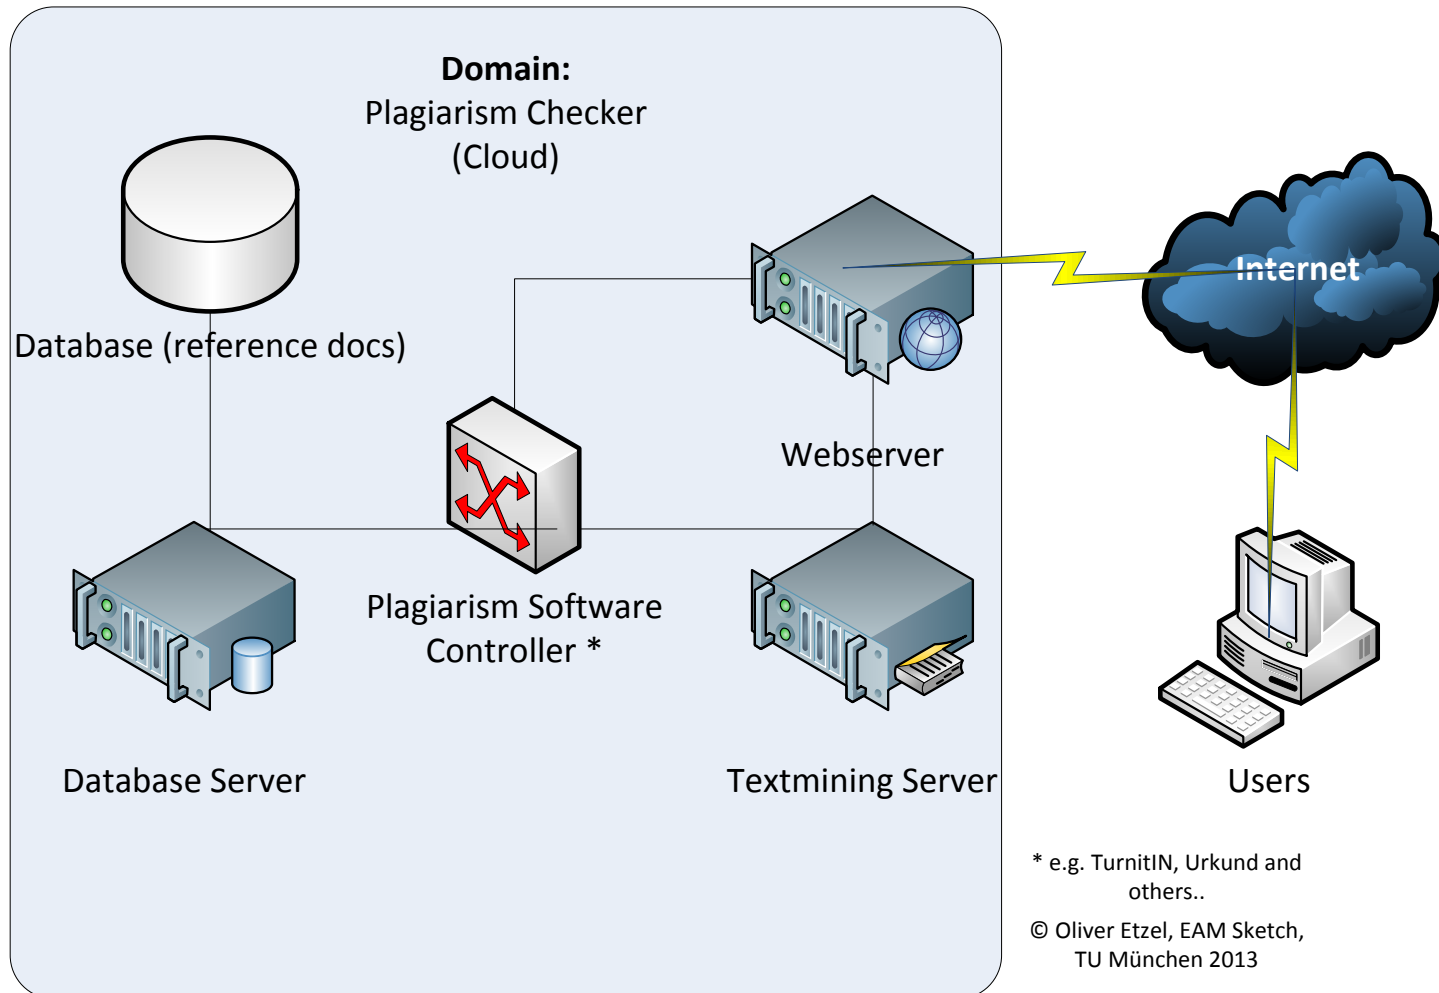 Domain:
Plagiarism Checker
(Cloud)
Internet
Database (reference docs)
Webserver
Plagiarism Software
Controller *
Database Server
Textmining Server
Users
* e.g. TurnitIN, Urkund and
others..
© Oliver Etzel, EAM Sketch,
TU München 2013